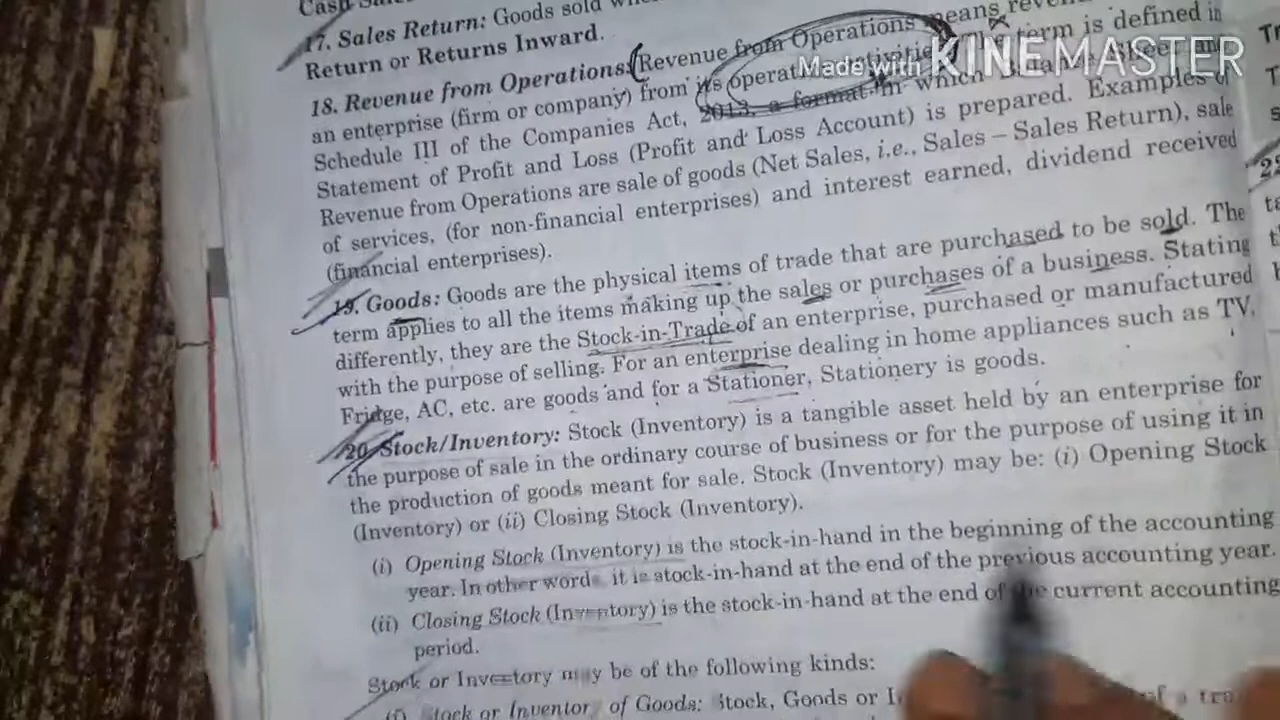 Cash Sales
17. Sales Return: Goods sold
Return or Returns Inward.
18. Revenue from Operations: Revenue from Operations means
an enterprise (firm or company) from its operating activities. The term is defined in
Schedule III of the Companies Act, 2013, a format in which Balance Sheet and
Statement of Profit and Loss (Profit and Loss Account) is prepared. Examples of
Revenue from Operations are sale of goods (Net Sales, i.e., Sales – Sales Return), sale
of services, (for non-financial enterprises) and interest earned, dividend received
(financial enterprises).
19. Goods: Goods are the physical items of trade that are purchased to be sold. The
term applies to all the items making up the sales or purchases of a business. Stating
differently, they are the Stock-in-Trade of an enterprise, purchased or manufactured
with the purpose of selling. For an enterprise dealing in home appliances such as TV,
Fridge, AC, etc. are goods and for a Stationer, Stationery is goods.
20. Stock/Inventory: Stock (Inventory) is a tangible asset held by an enterprise for
the purpose of sale in the ordinary course of business or for the purpose of using it in
the production of goods meant for sale. Stock (Inventory) may be: (i) Opening Stock
(Inventory) or (ii) Closing Stock (Inventory).
(i) Opening Stock (Inventory) is the stock-in-hand in the beginning of the accounting
year. In other words, it is stock-in-hand at the end of the previous accounting year.
(ii) Closing Stock (Inventory) is the stock-in-hand at the end of the current accounting
period.
Stock or Inventory may be of the following kinds:
(i) Stock or Inventory of Goods: Stock, Goods or of a
Made with KINEMASTER
22